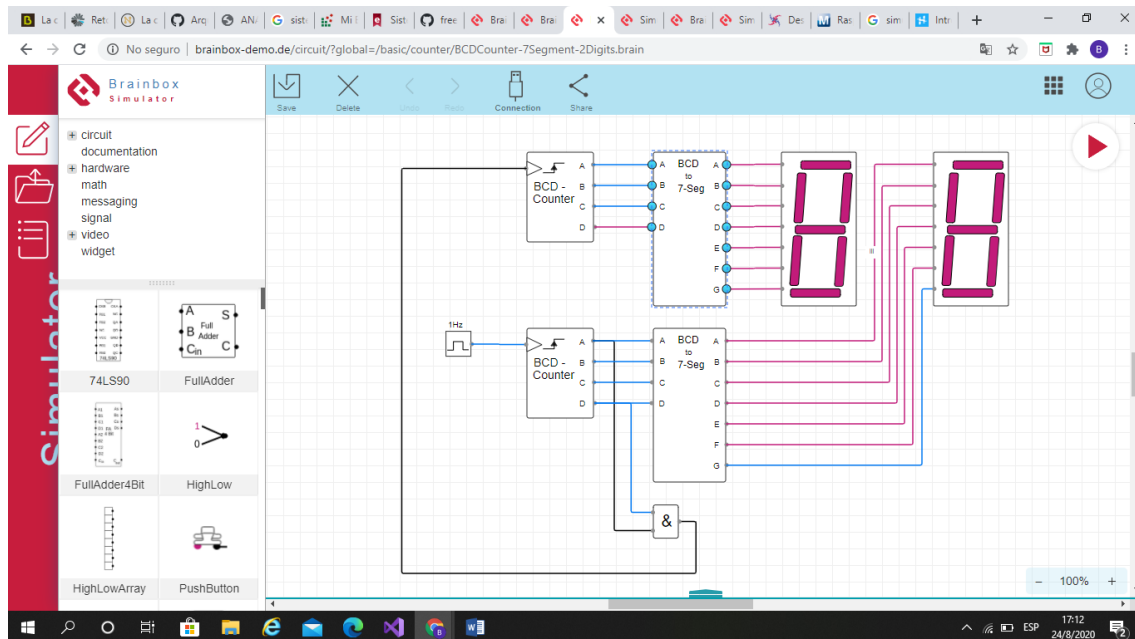 La c
Ret
La c
Arq
AN
sist
Mi
Sist
free
Brai
Brai
Sim
Bra
Sim
Des
Ras
sim
Intr
No seguro | brainbox-demo.de/circuit/?global=/basic/counter/BCDCounter-7Segment-2Digits.brain
B
Brainbox
Simulator
Save
Delete
Undo
Redo
Connection
Share
circuit
documentation
hardware
math
messaging
signal
video
widget
Simulator
74LS90
74LS90
A
B
Cin
Full
Adder
S
C
FullAdder
FullAdder4Bit
1
0
HighLow
HighLowArray
PushButton
BCD -
Counter
A
B
C
D
A
B
C
D
BCD
to
7-Seg
A
B
C
D
E
F
G
1Hz
BCD -
Counter
A
B
C
D
A
B
C
D
BCD
to
7-Seg
A
B
C
D
E
F
G
&
− 100% +
ESP
17:12
24/8/2020
2